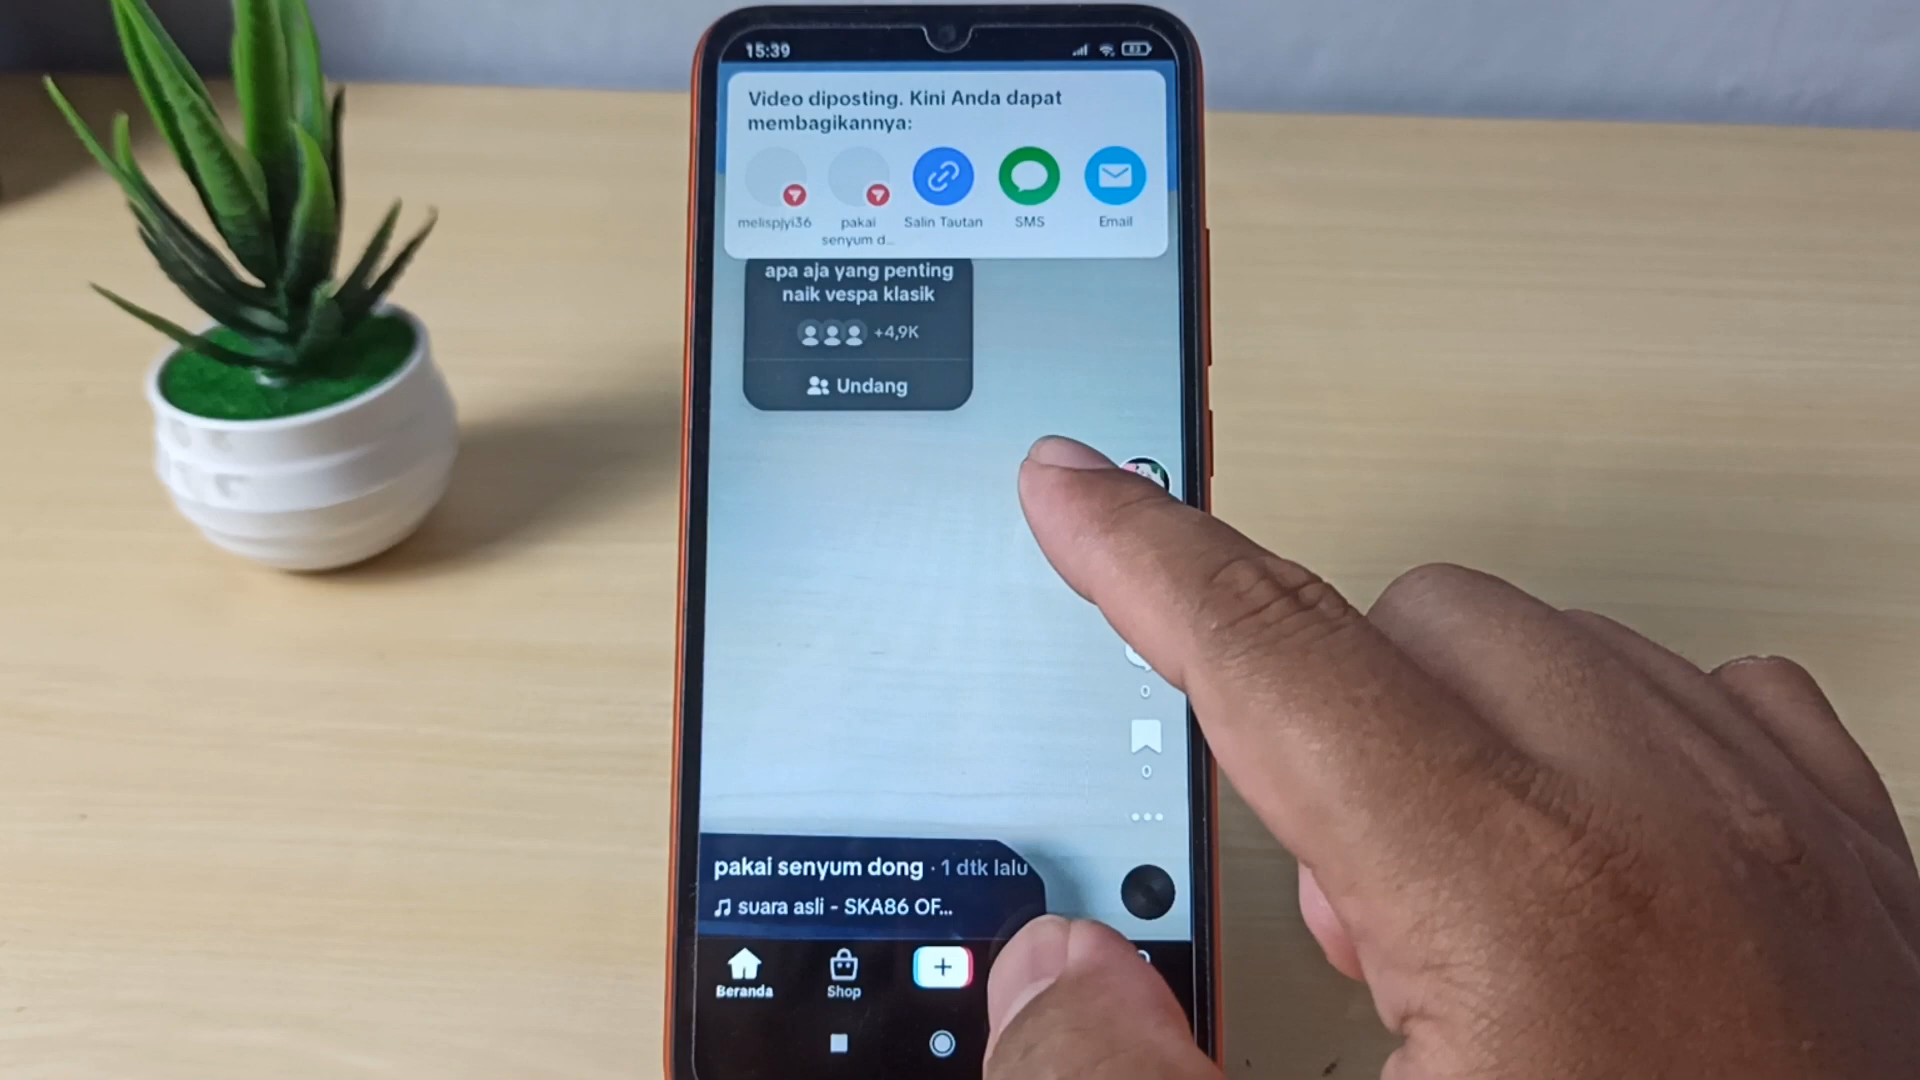 15:39
83
Video diposting. Kini Anda dapat
membagikannya:
melispjyi36
pakai
senyum d...
Salin Tautan
SMS
Email
apa aja yang penting
naik vespa klasik
+4,9K
Undang
0
0
pakai senyum dong · 1 dtk lalu
suara asli - SKA86 OF...
Beranda
Shop